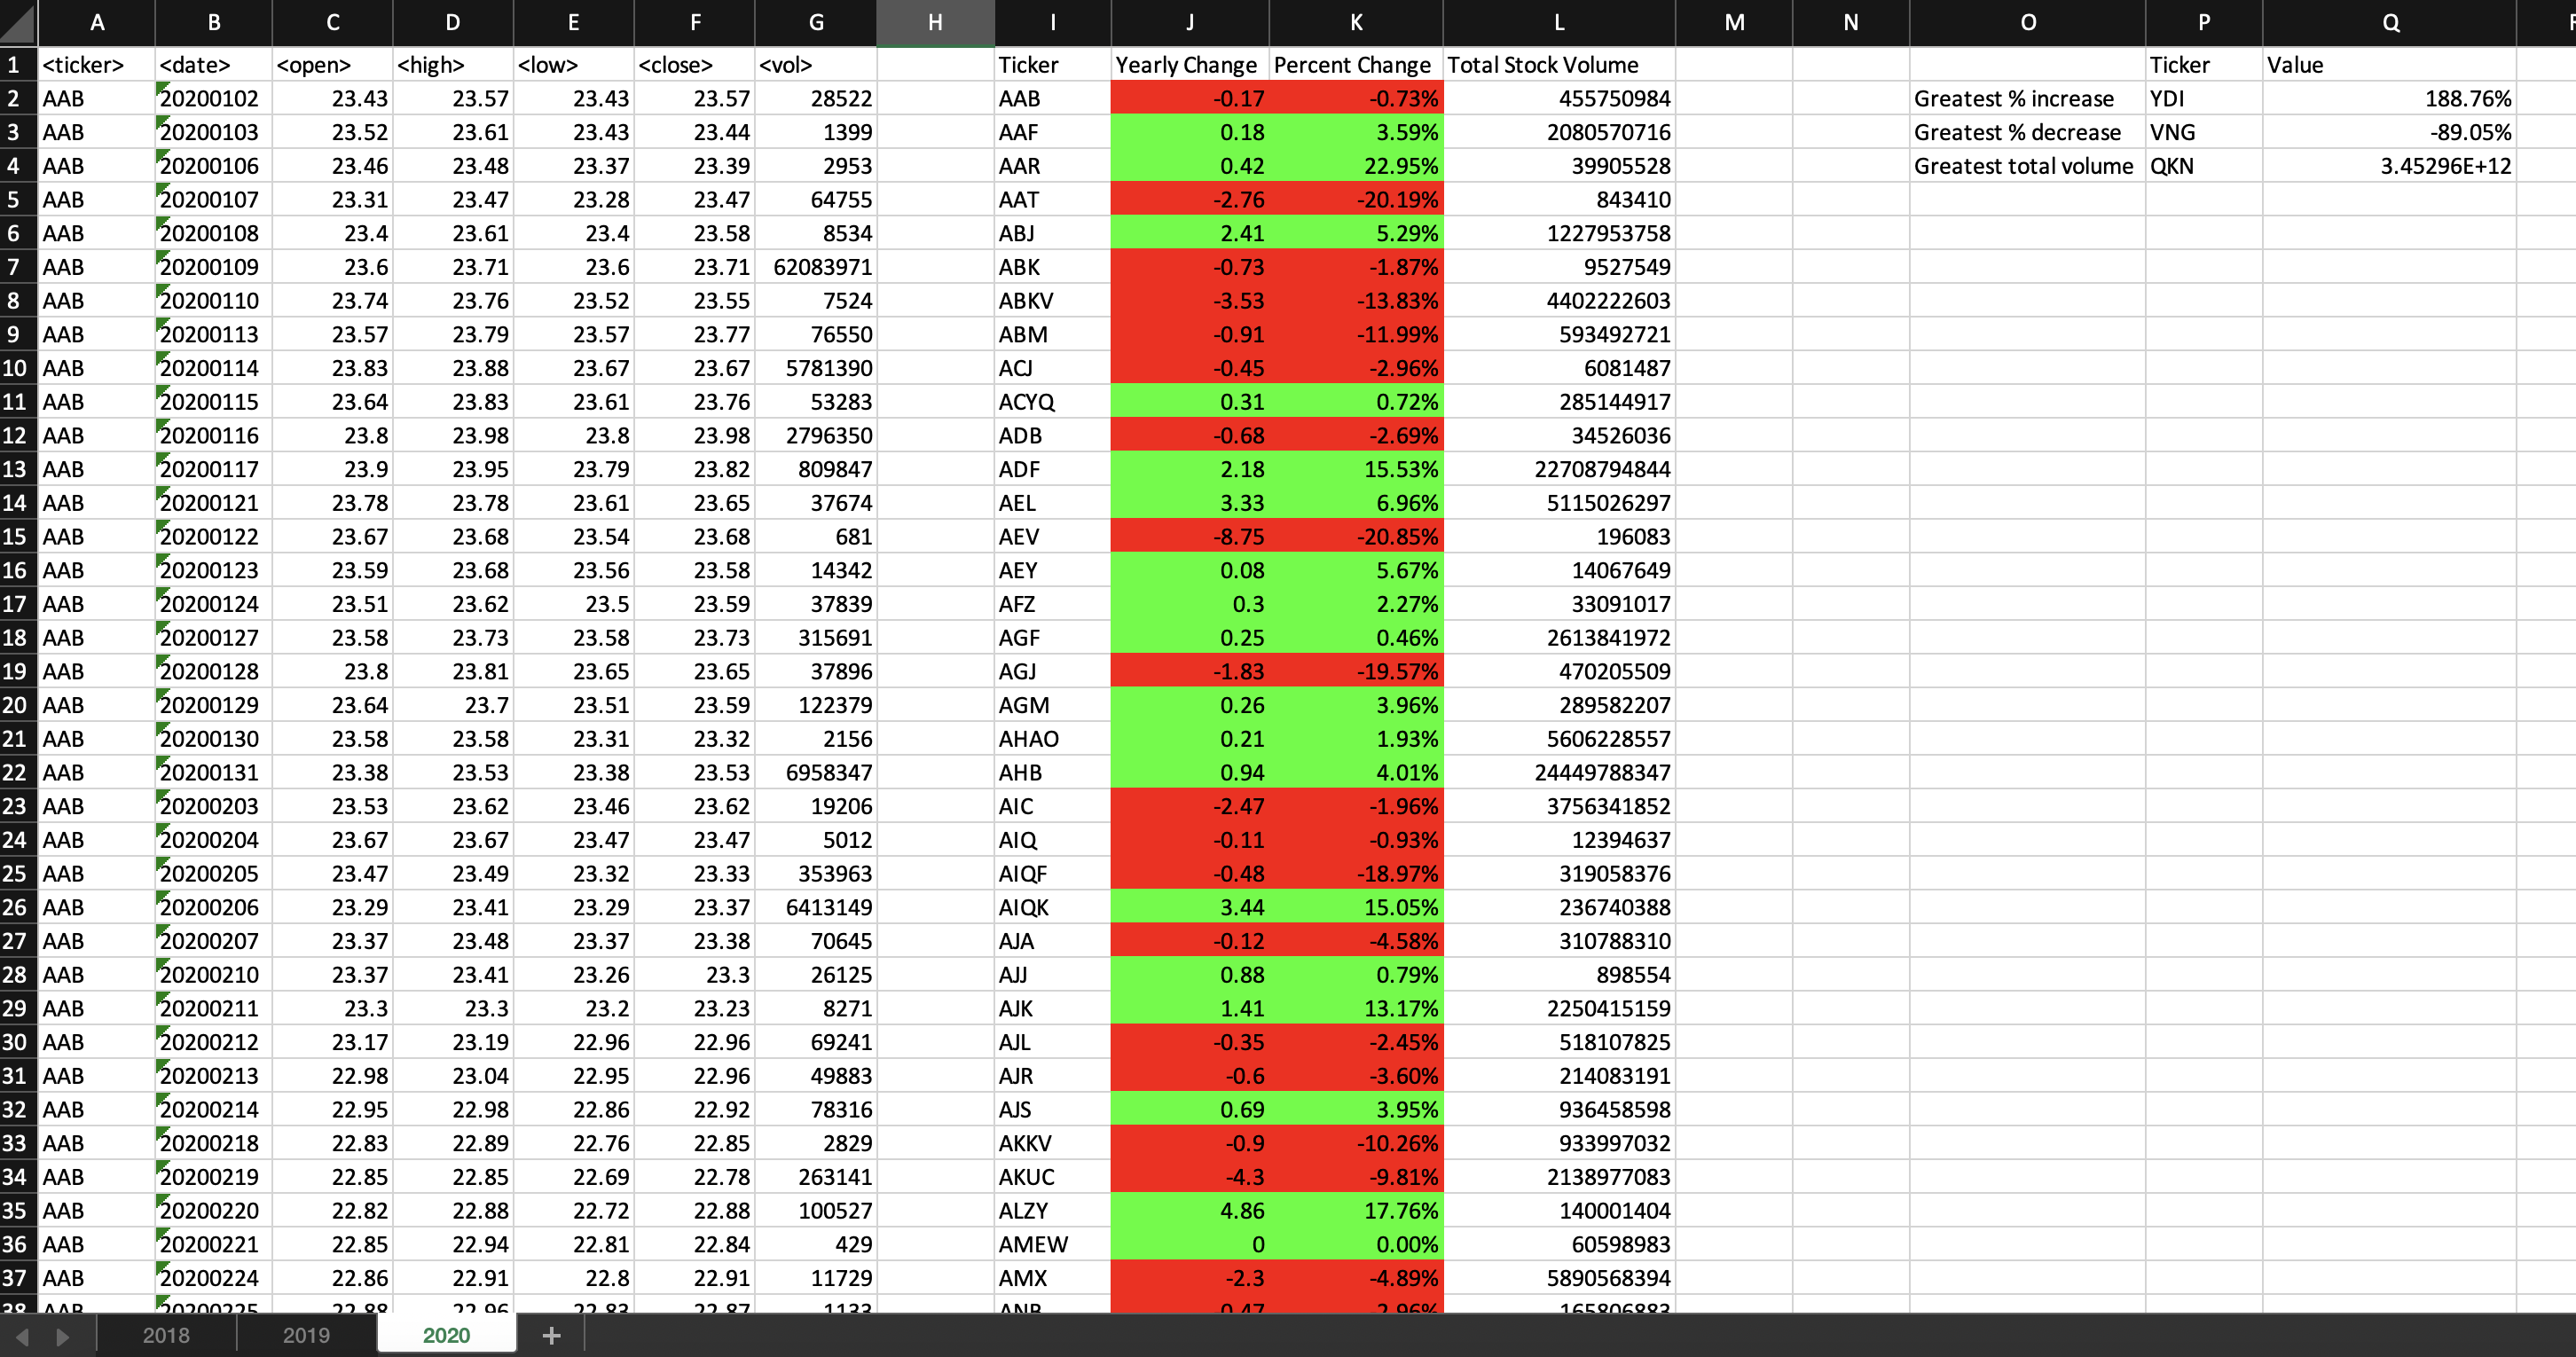 A B C D E F G H I J K L M N O P Q
1 <ticker> <date> <open> <high> <low> <close> <vol> Ticker Yearly Change Percent Change Total Stock Volume Ticker Value
2 AAB 20200102 23.43 23.57 23.43 23.57 28522 AAB -0.17 -0.73% 455750984 Greatest % increase YDI 188.76%
3 AAB 20200103 23.52 23.61 23.43 23.44 1399 AAF 0.18 3.59% 2080570716 Greatest % decrease VNG -89.05%
4 AAB 20200106 23.46 23.48 23.37 23.39 2953 AAR 0.42 22.95% 39905528 Greatest total volume QKN 3.45296E+12
5 AAB 20200107 23.31 23.47 23.28 23.47 64755 AAT -2.76 -20.19% 843410
6 AAB 20200108 23.4 23.61 23.4 23.58 8534 ABJ 2.41 5.29% 1227953758
7 AAB 20200109 23.6 23.71 23.6 23.71 62083971 ABK -0.73 -1.87% 9527549
8 AAB 20200110 23.74 23.76 23.52 23.55 7524 ABKV -3.53 -13.83% 4402222603
9 AAB 20200113 23.57 23.79 23.57 23.77 76550 ABM -0.91 -11.99% 593492721
10 AAB 20200114 23.83 23.88 23.67 23.67 5781390 ACJ -0.45 -2.96% 6081487
11 AAB 20200115 23.64 23.83 23.61 23.76 53283 ACYQ 0.31 0.72% 285144917
12 AAB 20200116 23.8 23.98 23.8 23.98 2796350 ADB -0.68 -2.69% 34526036
13 AAB 20200117 23.9 23.95 23.79 23.82 809847 ADF 2.18 15.53% 22708794844
14 AAB 20200121 23.78 23.78 23.61 23.65 37674 AEL 3.33 6.96% 5115026297
15 AAB 20200122 23.67 23.68 23.54 23.68 681 AEV -8.75 -20.85% 196083
16 AAB 20200123 23.59 23.68 23.56 23.58 14342 AEY 0.08 5.67% 14067649
17 AAB 20200124 23.51 23.62 23.5 23.59 37839 AFZ 0.3 2.27% 33091017
18 AAB 20200127 23.58 23.73 23.58 23.73 315691 AGF 0.25 0.46% 2613841972
19 AAB 20200128 23.8 23.81 23.65 23.65 37896 AGJ -1.83 -19.57% 470205509
20 AAB 20200129 23.64 23.7 23.51 23.59 122379 AGM 0.26 3.96% 289582207
21 AAB 20200130 23.58 23.58 23.31 23.32 2156 AHAO 0.21 1.93% 5606228557
22 AAB 20200131 23.38 23.53 23.38 23.53 6958347 AHB 0.94 4.01% 24449788347
23 AAB 20200203 23.53 23.62 23.46 23.62 19206 AIC -2.47 -1.96% 3756341852
24 AAB 20200204 23.67 23.67 23.47 23.47 5012 AIQ -0.11 -0.93% 12394637
25 AAB 20200205 23.47 23.49 23.32 23.33 353963 AIQF -0.48 -18.97% 319058376
26 AAB 20200206 23.29 23.41 23.29 23.37 6413149 AIQK 3.44 15.05% 236740388
27 AAB 20200207 23.37 23.48 23.37 23.38 70645 AJA -0.12 -4.58% 310788310
28 AAB 20200210 23.37 23.41 23.26 23.3 26125 AJJ 0.88 0.79% 898554
29 AAB 20200211 23.3 23.3 23.2 23.23 8271 AJK 1.41 13.17% 2250415159
30 AAB 20200212 23.17 23.19 22.96 22.96 69241 AJL -0.35 -2.45% 518107825
31 AAB 20200213 22.98 23.04 22.95 22.96 49883 AJR -0.6 -3.60% 214083191
32 AAB 20200214 22.95 22.98 22.86 22.92 78316 AJS 0.69 3.95% 936458598
33 AAB 20200218 22.83 22.89 22.76 22.85 2829 AKKV -0.9 -10.26% 933997032
34 AAB 20200219 22.85 22.85 22.69 22.78 263141 AKUC -4.3 -9.81% 2138977083
35 AAB 20200220 22.82 22.88 22.72 22.88 100527 ALZY 4.86 17.76% 140001404
36 AAB 20200221 22.85 22.94 22.81 22.84 429 AMEW 0 0.00% 60598983
37 AAB 20200224 22.86 22.91 22.8 22.91 11729 AMX -2.3 -4.89% 5890568394
38 AAB 20200225 22.88 22.96 22.83 22.87 1133 ANB
2018 2019 2020 +